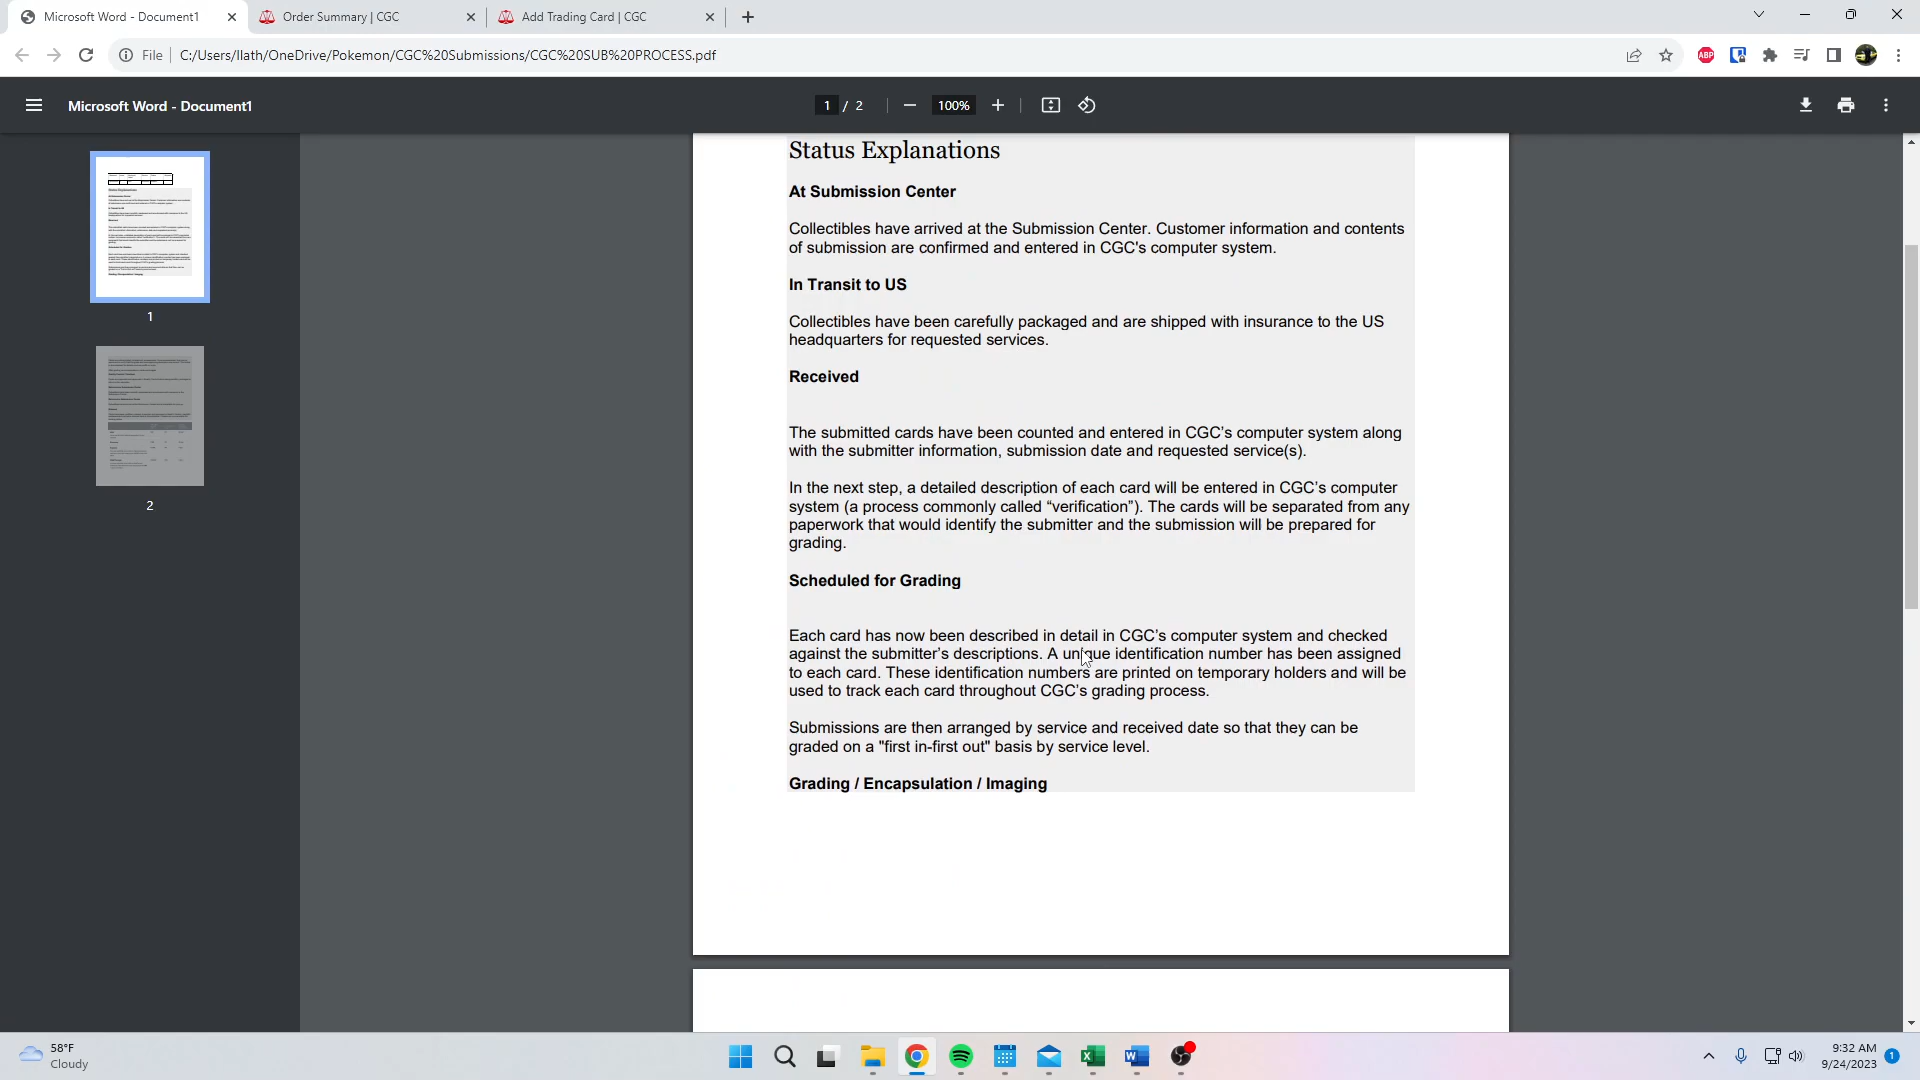 Microsoft Word - Document1
Order Summary | CGC
Add Trading Card | CGC
File
C:/Users/llath/OneDrive/Pokemon/CGC%20Submissions/CGC%20SUB%20PROCESS.pdf
ABP
Microsoft Word - Document1
1 / 2
100%
1
2
Status Explanations
At Submission Center
Collectibles have arrived at the Submission Center. Customer information and contents
of submission are confirmed and entered in CGC's computer system.
In Transit to US
Collectibles have been carefully packaged and are shipped with insurance to the US
headquarters for requested services.
Received
The submitted cards have been counted and entered in CGC’s computer system along
with the submitter information, submission date and requested service(s).
In the next step, a detailed description of each card will be entered in CGC’s computer
system (a process commonly called “verification”). The cards will be separated from any
paperwork that would identify the submitter and the submission will be prepared for
grading.
Scheduled for Grading
Each card has now been described in detail in CGC’s computer system and checked
against the submitter’s descriptions. A unique identification number has been assigned
to each card. These identification numbers are printed on temporary holders and will be
used to track each card throughout CGC’s grading process.
Submissions are then arranged by service and received date so that they can be
graded on a "first in-first out" basis by service level.
Grading / Encapsulation / Imaging
58°F
Cloudy
9:32 AM
9/24/2023
1